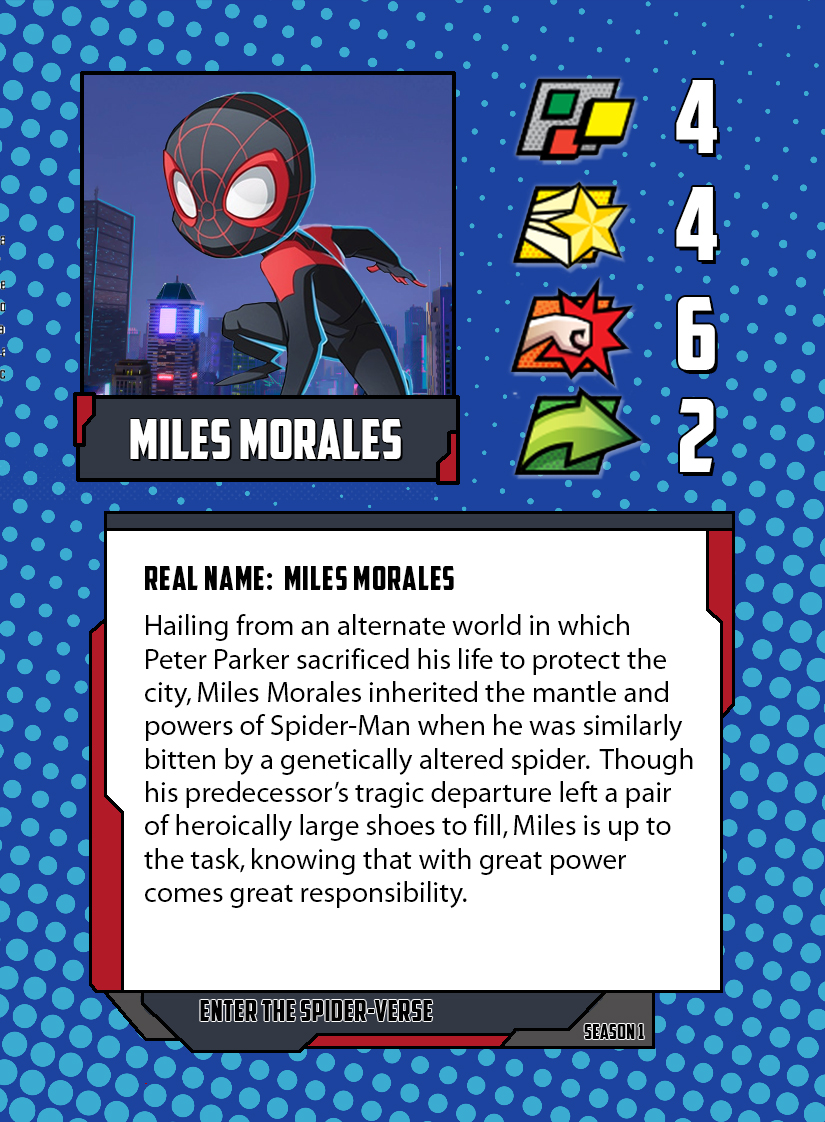 4
4
6
2
MILES MORALES
REAL NAME: MILES MORALES
Hailing from an alternate world in which
Peter Parker sacrificed his life to protect the
city, Miles Morales inherited the mantle and
powers of Spider-Man when he was similarly
bitten by a genetically altered spider. Though
his predecessor's tragic departure left a pair
of heroically large shoes to fill, Miles is up to
the task, knowing that with great power
comes great responsibility.
ENTER THE SPIDER-VERSE
SEASON 1